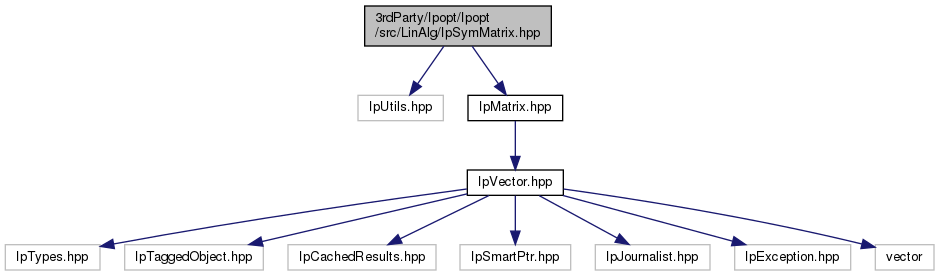 3rdParty/Ipopt/Ipopt
/src/LinAlg/IpSymMatrix.hpp
IpUtils.hpp
IpMatrix.hpp
IpVector.hpp
IpTypes.hpp
IpTaggedObject.hpp
IpCachedResults.hpp
IpSmartPtr.hpp
IpJournalist.hpp
IpException.hpp
vector